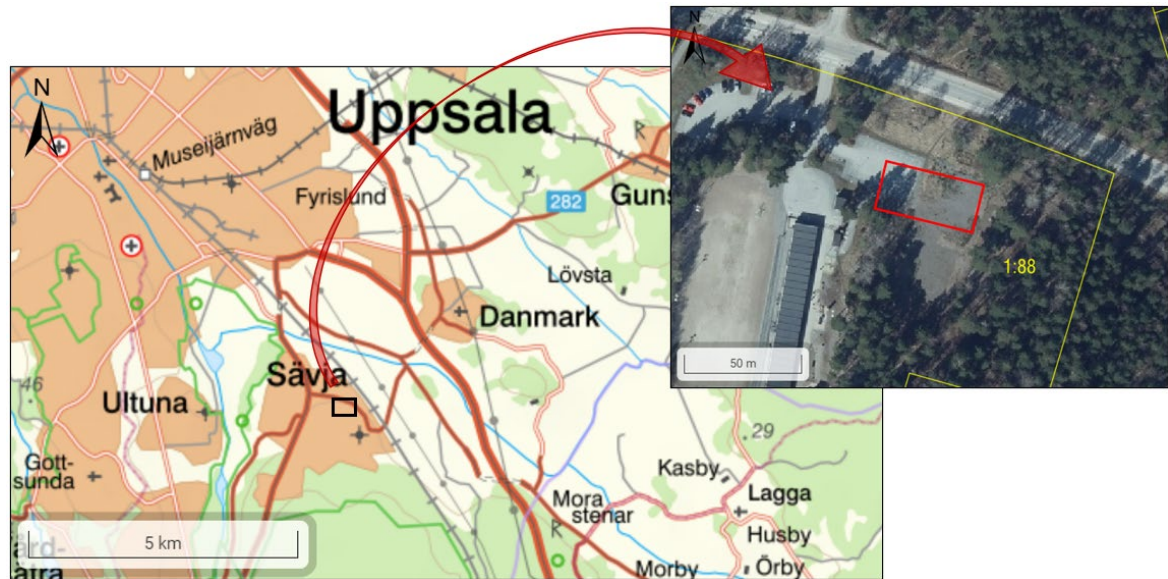 N
N
Uppsala
Museijärnväg
Fyrislund
282
Guns
Lövsta
Danmark
1:88
50 m
Sävja
46
Ultuna
29
Gott-
sunda
Kasby
Lagga
Mora
stenar
Husby
5 km
Morby
Örby